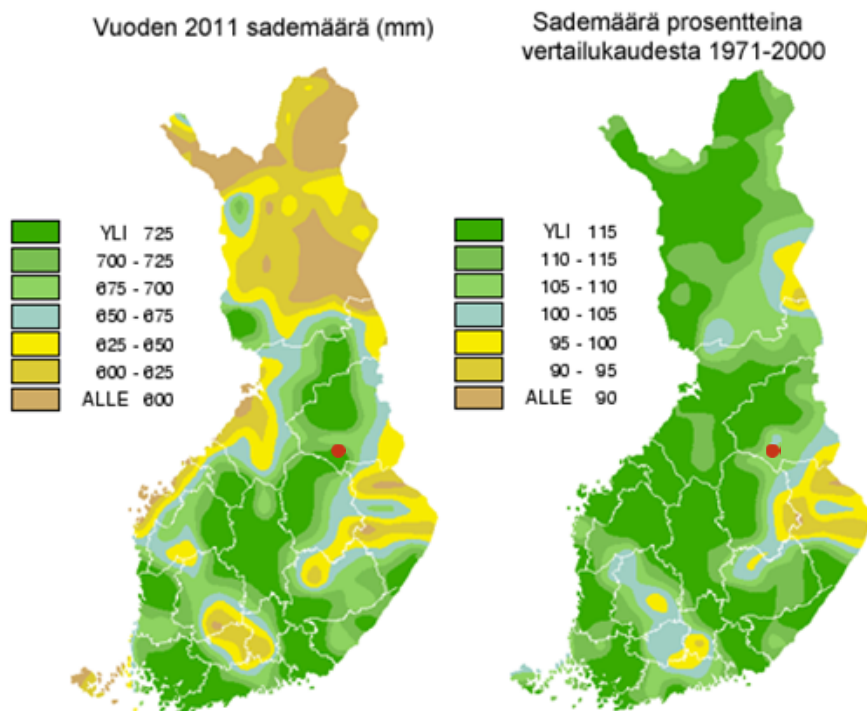 Vuoden 2011 sademäärä (mm)
YLI 725
700 - 725
675 - 700
650 - 675
625 - 650
600 - 625
ALLE 600
Sademäärä prosentteina
vertailukaudesta 1971-2000
YLI 115
110 - 115
105 - 110
100 - 105
95 - 100
90 - 95
ALLE 90